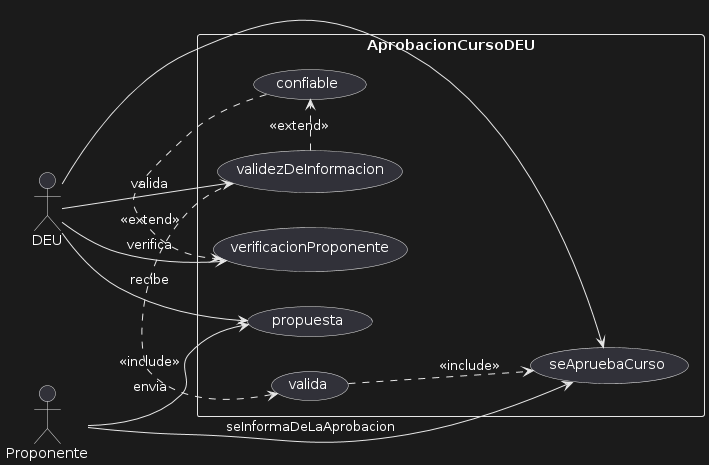 AprobacionCursoDEU
confiable
«extend»
validezDeInformacion
valida
DEU
«extend»
verifica
verificacionProponente
recibe
propuesta
«include»
«include»
seApruebaCurso
envia
valida
seInformaDeLaAprobacion
Proponente